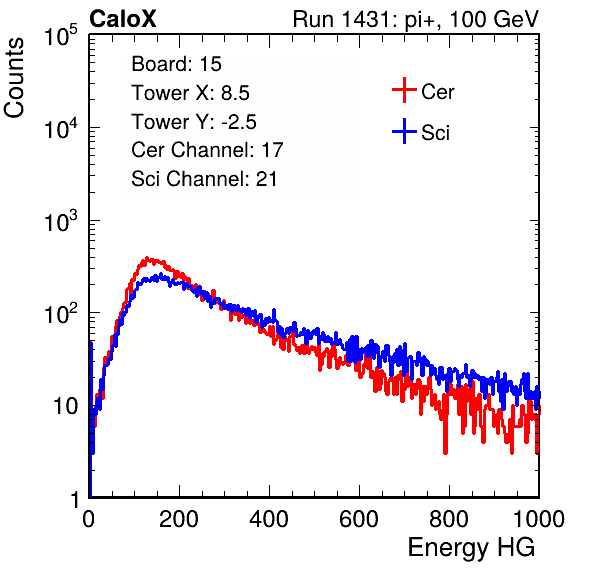 CaloX Run 1431: pi+, 100 GeV
Counts
Board: 15
Tower X: 8.5
Tower Y: -2.5
Cer Channel: 17
Sci Channel: 21
Cer
Sci
10^5
10^4
10^3
10^2
10
1
0 200 400 600 800 1000
Energy HG